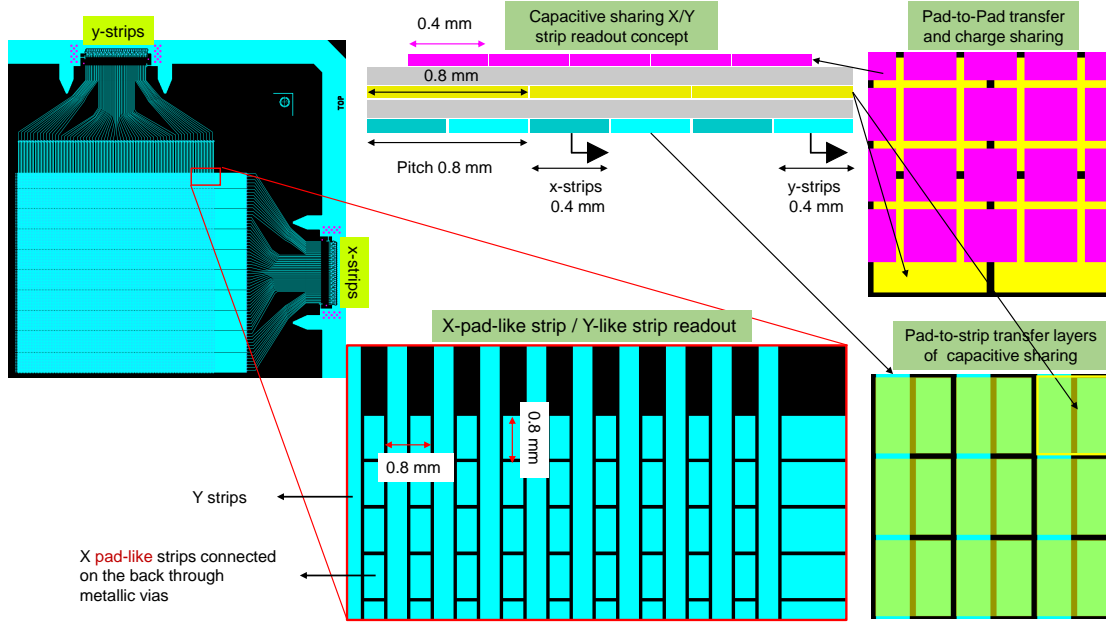 y-strips
TOP
x-strips
Capacitive sharing X/Y
strip readout concept
0.4 mm
0.8 mm
Pitch 0.8 mm
x-strips
0.4 mm
y-strips
0.4 mm
Pad-to-Pad transfer
and charge sharing
X-pad-like strip / Y-like strip readout
0.8 mm
0.8 mm
Y strips
X pad-like strips connected
on the back through
metallic vias
Pad-to-strip transfer layers
of capacitive sharing